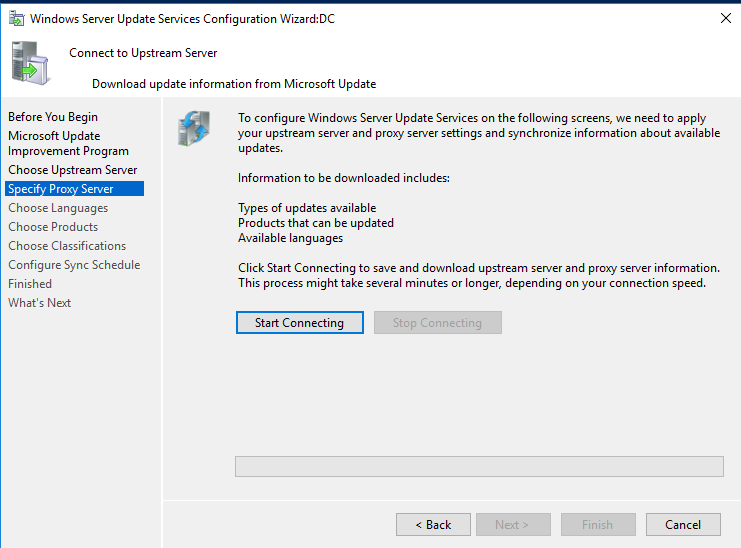 Windows Server Update Services Configuration Wizard:DC
Connect to Upstream Server
Download update information from Microsoft Update
Before You Begin
Microsoft Update
Improvement Program
Choose Upstream Server
Specify Proxy Server
Choose Languages
Choose Products
Choose Classifications
Configure Sync Schedule
Finished
What's Next
To configure Windows Server Update Services on the following screens, we need to apply
your upstream server and proxy server settings and synchronize information about available
updates.
Information to be downloaded includes:
Types of updates available
Products that can be updated
Available languages
Click Start Connecting to save and download upstream server and proxy server information.
This process might take several minutes or longer, depending on your connection speed.
Start Connecting
Stop Connecting
< Back
Next >
Finish
Cancel